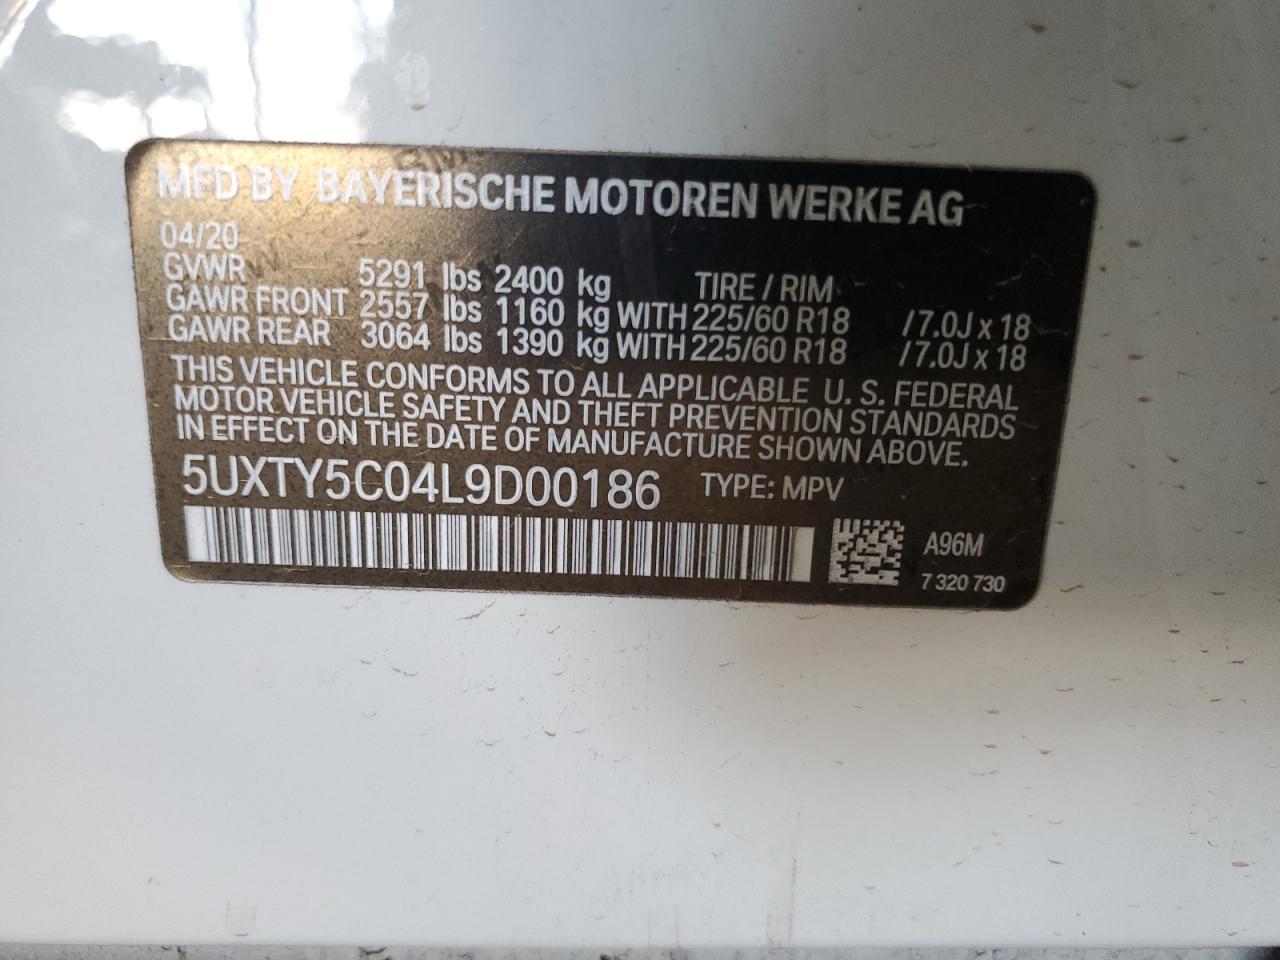 MFD BY BAYERISCHE MOTOREN WERKE AG
04/20
GVWR 5291 lbs 2400 kg TIRE / RIM
GAWR FRONT 2557 lbs 1160 kg WITH 225/60 R18 /7.0J x 18
GAWR REAR 3064 lbs 1390 kg WITH 225/60 R18 /7.0J x 18
THIS VEHICLE CONFORMS TO ALL APPLICABLE U. S. FEDERAL
MOTOR VEHICLE SAFETY AND THEFT PREVENTION STANDARDS
IN EFFECT ON THE DATE OF MANUFACTURE SHOWN ABOVE.
5UXTY5C04L9D00186 TYPE: MPV
A96M
7 320 730